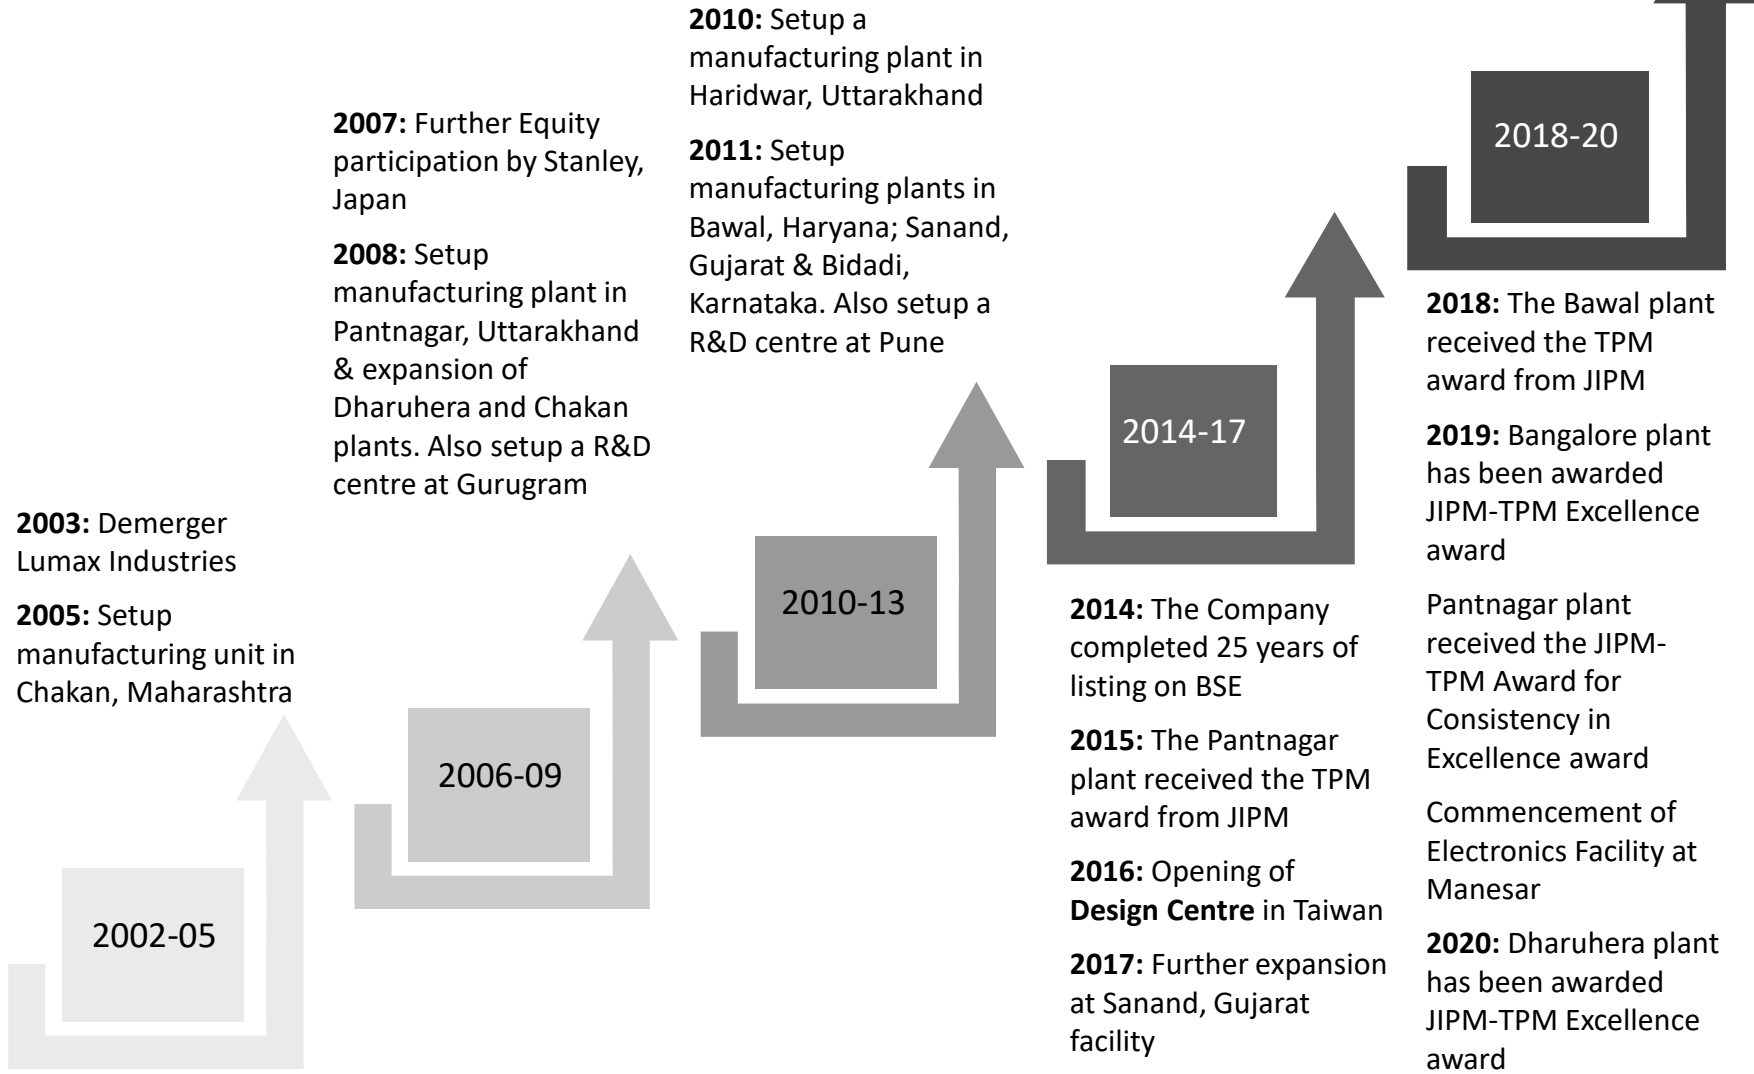 2003: Demerger
Lumax Industries
2005: Setup
manufacturing unit in
Chakan, Maharashtra
2002-05
2007: Further Equity
participation by Stanley,
Japan
2008: Setup
manufacturing plant in
Pantnagar, Uttarakhand
& expansion of
Dharuhera and Chakan
plants. Also setup a R&D
centre at Gurugram
2006-09
2010: Setup a
manufacturing plant in
Haridwar, Uttarakhand
2011: Setup
manufacturing plants in
Bawal, Haryana; Sanand,
Gujarat & Bidadi,
Karnataka. Also setup a
R&D centre at Pune
2010-13
2014-17
2014: The Company
completed 25 years of
listing on BSE
2015: The Pantnagar
plant received the TPM
award from JIPM
2016: Opening of
Design Centre in Taiwan
2017: Further expansion
at Sanand, Gujarat
facility
2018-20
2018: The Bawal plant
received the TPM
award from JIPM
2019: Bangalore plant
has been awarded
JIPM-TPM Excellence
award
Pantnagar plant
received the JIPM-
TPM Award for
Consistency in
Excellence award
Commencement of
Electronics Facility at
Manesar
2020: Dharuhera plant
has been awarded
JIPM-TPM Excellence
award